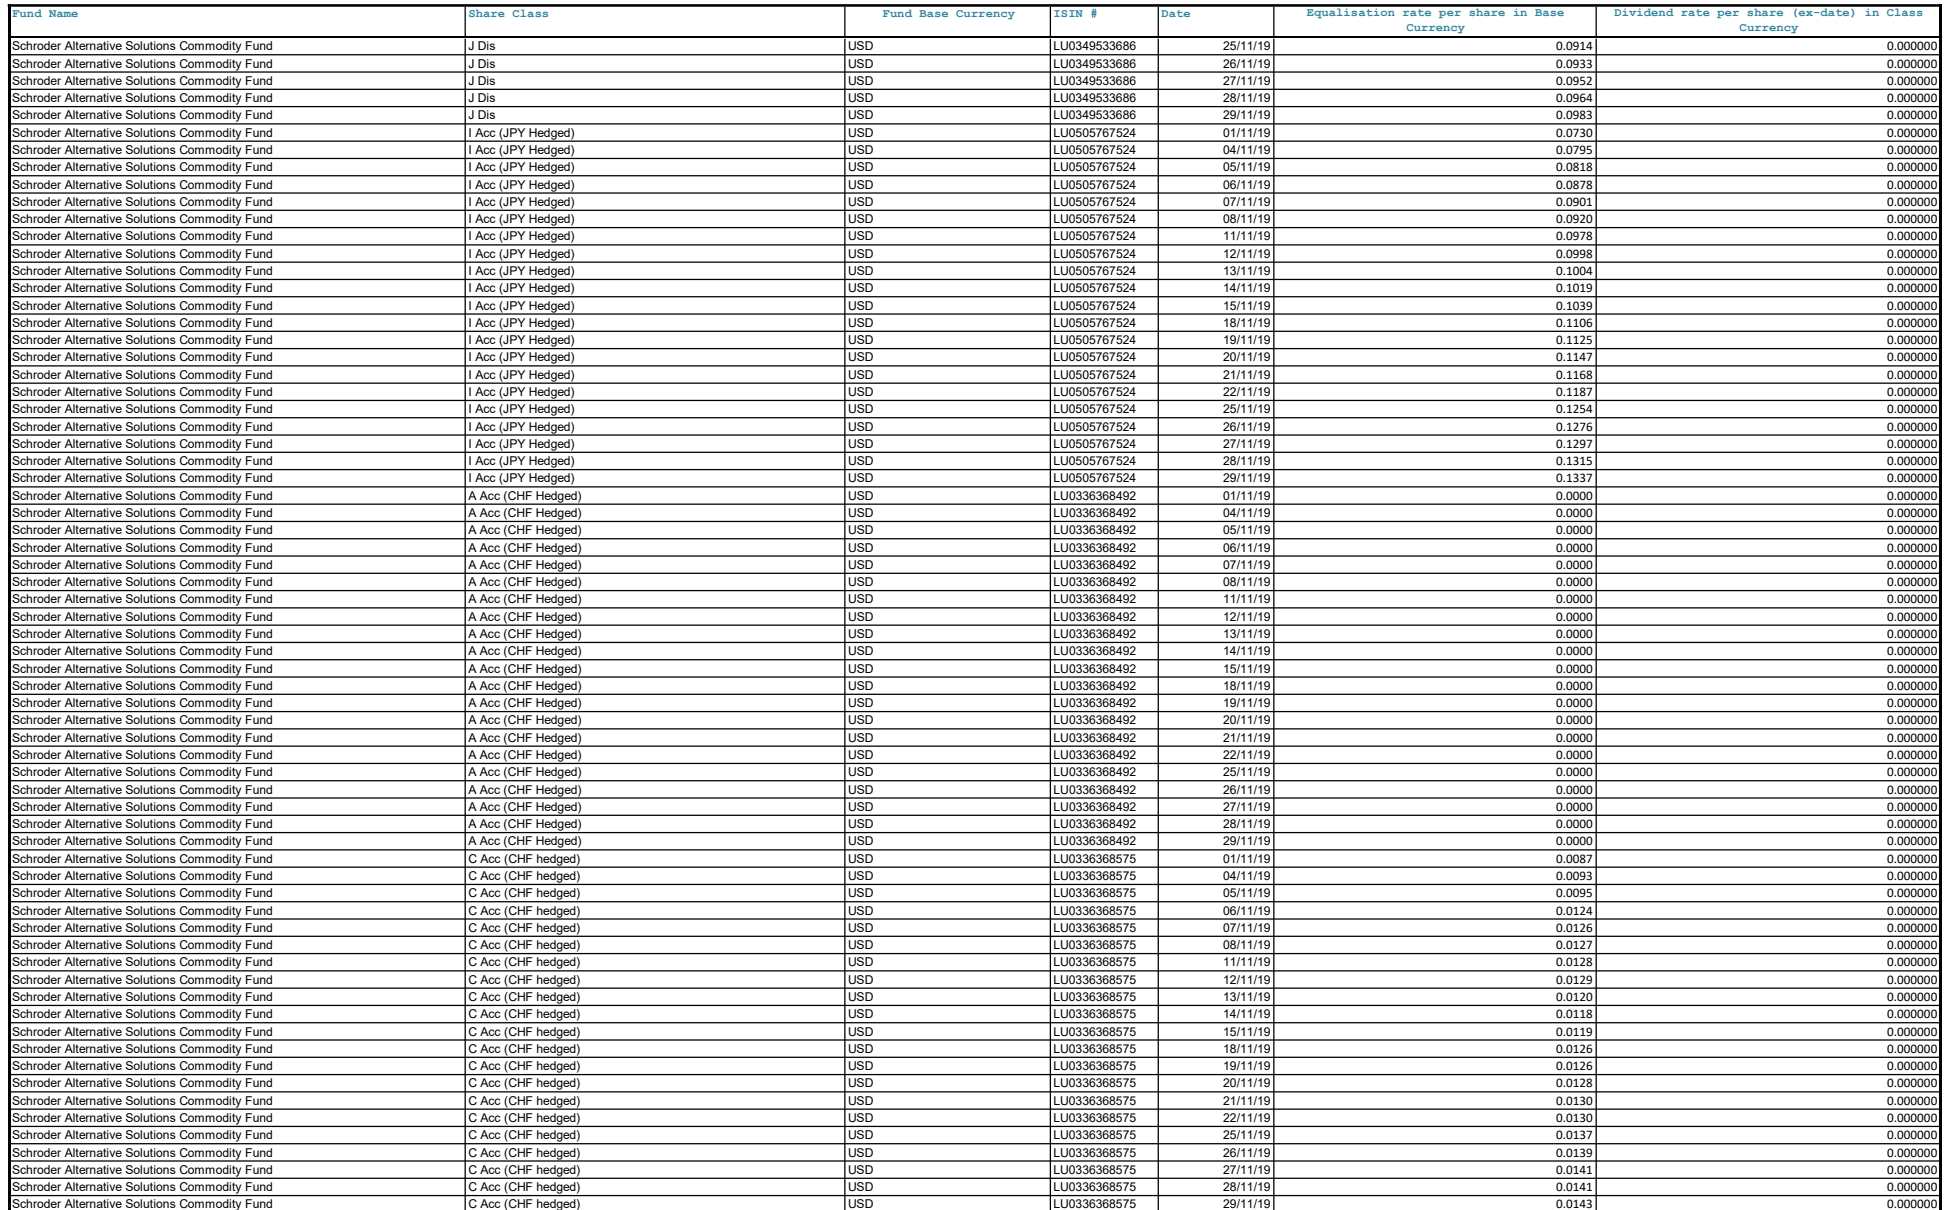 Fund Name Share Class Fund Base Currency ISIN # Date Equalisation rate per share in Base Currency Dividend rate per share (ex-date) in Class Currency
Schroder Alternative Solutions Commodity Fund J Dis USD LU0349533686 25/11/19 0.0914 0.000000
Schroder Alternative Solutions Commodity Fund J Dis USD LU0349533686 26/11/19 0.0933 0.000000
Schroder Alternative Solutions Commodity Fund J Dis USD LU0349533686 27/11/19 0.0952 0.000000
Schroder Alternative Solutions Commodity Fund J Dis USD LU0349533686 28/11/19 0.0964 0.000000
Schroder Alternative Solutions Commodity Fund J Dis USD LU0349533686 29/11/19 0.0983 0.000000
Schroder Alternative Solutions Commodity Fund I Acc (JPY Hedged) USD LU0505767524 01/11/19 0.0730 0.000000
Schroder Alternative Solutions Commodity Fund I Acc (JPY Hedged) USD LU0505767524 04/11/19 0.0795 0.000000
Schroder Alternative Solutions Commodity Fund I Acc (JPY Hedged) USD LU0505767524 05/11/19 0.0818 0.000000
Schroder Alternative Solutions Commodity Fund I Acc (JPY Hedged) USD LU0505767524 06/11/19 0.0878 0.000000
Schroder Alternative Solutions Commodity Fund I Acc (JPY Hedged) USD LU0505767524 07/11/19 0.0901 0.000000
Schroder Alternative Solutions Commodity Fund I Acc (JPY Hedged) USD LU0505767524 08/11/19 0.0920 0.000000
Schroder Alternative Solutions Commodity Fund I Acc (JPY Hedged) USD LU0505767524 11/11/19 0.0978 0.000000
Schroder Alternative Solutions Commodity Fund I Acc (JPY Hedged) USD LU0505767524 12/11/19 0.0998 0.000000
Schroder Alternative Solutions Commodity Fund I Acc (JPY Hedged) USD LU0505767524 13/11/19 0.1004 0.000000
Schroder Alternative Solutions Commodity Fund I Acc (JPY Hedged) USD LU0505767524 14/11/19 0.1019 0.000000
Schroder Alternative Solutions Commodity Fund I Acc (JPY Hedged) USD LU0505767524 15/11/19 0.1039 0.000000
Schroder Alternative Solutions Commodity Fund I Acc (JPY Hedged) USD LU0505767524 18/11/19 0.1106 0.000000
Schroder Alternative Solutions Commodity Fund I Acc (JPY Hedged) USD LU0505767524 19/11/19 0.1125 0.000000
Schroder Alternative Solutions Commodity Fund I Acc (JPY Hedged) USD LU0505767524 20/11/19 0.1147 0.000000
Schroder Alternative Solutions Commodity Fund I Acc (JPY Hedged) USD LU0505767524 21/11/19 0.1168 0.000000
Schroder Alternative Solutions Commodity Fund I Acc (JPY Hedged) USD LU0505767524 22/11/19 0.1187 0.000000
Schroder Alternative Solutions Commodity Fund I Acc (JPY Hedged) USD LU0505767524 25/11/19 0.1254 0.000000
Schroder Alternative Solutions Commodity Fund I Acc (JPY Hedged) USD LU0505767524 26/11/19 0.1276 0.000000
Schroder Alternative Solutions Commodity Fund I Acc (JPY Hedged) USD LU0505767524 27/11/19 0.1297 0.000000
Schroder Alternative Solutions Commodity Fund I Acc (JPY Hedged) USD LU0505767524 28/11/19 0.1315 0.000000
Schroder Alternative Solutions Commodity Fund I Acc (JPY Hedged) USD LU0505767524 29/11/19 0.1337 0.000000
Schroder Alternative Solutions Commodity Fund A Acc (CHF Hedged) USD LU0336368492 01/11/19 0.0000 0.000000
Schroder Alternative Solutions Commodity Fund A Acc (CHF Hedged) USD LU0336368492 04/11/19 0.0000 0.000000
Schroder Alternative Solutions Commodity Fund A Acc (CHF Hedged) USD LU0336368492 05/11/19 0.0000 0.000000
Schroder Alternative Solutions Commodity Fund A Acc (CHF Hedged) USD LU0336368492 06/11/19 0.0000 0.000000
Schroder Alternative Solutions Commodity Fund A Acc (CHF Hedged) USD LU0336368492 07/11/19 0.0000 0.000000
Schroder Alternative Solutions Commodity Fund A Acc (CHF Hedged) USD LU0336368492 08/11/19 0.0000 0.000000
Schroder Alternative Solutions Commodity Fund A Acc (CHF Hedged) USD LU0336368492 11/11/19 0.0000 0.000000
Schroder Alternative Solutions Commodity Fund A Acc (CHF Hedged) USD LU0336368492 12/11/19 0.0000 0.000000
Schroder Alternative Solutions Commodity Fund A Acc (CHF Hedged) USD LU0336368492 13/11/19 0.0000 0.000000
Schroder Alternative Solutions Commodity Fund A Acc (CHF Hedged) USD LU0336368492 14/11/19 0.0000 0.000000
Schroder Alternative Solutions Commodity Fund A Acc (CHF Hedged) USD LU0336368492 15/11/19 0.0000 0.000000
Schroder Alternative Solutions Commodity Fund A Acc (CHF Hedged) USD LU0336368492 18/11/19 0.0000 0.000000
Schroder Alternative Solutions Commodity Fund A Acc (CHF Hedged) USD LU0336368492 19/11/19 0.0000 0.000000
Schroder Alternative Solutions Commodity Fund A Acc (CHF Hedged) USD LU0336368492 20/11/19 0.0000 0.000000
Schroder Alternative Solutions Commodity Fund A Acc (CHF Hedged) USD LU0336368492 21/11/19 0.0000 0.000000
Schroder Alternative Solutions Commodity Fund A Acc (CHF Hedged) USD LU0336368492 22/11/19 0.0000 0.000000
Schroder Alternative Solutions Commodity Fund A Acc (CHF Hedged) USD LU0336368492 25/11/19 0.0000 0.000000
Schroder Alternative Solutions Commodity Fund A Acc (CHF Hedged) USD LU0336368492 26/11/19 0.0000 0.000000
Schroder Alternative Solutions Commodity Fund A Acc (CHF Hedged) USD LU0336368492 27/11/19 0.0000 0.000000
Schroder Alternative Solutions Commodity Fund A Acc (CHF Hedged) USD LU0336368492 28/11/19 0.0000 0.000000
Schroder Alternative Solutions Commodity Fund A Acc (CHF Hedged) USD LU0336368492 29/11/19 0.0000 0.000000
Schroder Alternative Solutions Commodity Fund C Acc (CHF hedged) USD LU0336368575 01/11/19 0.0087 0.000000
Schroder Alternative Solutions Commodity Fund C Acc (CHF hedged) USD LU0336368575 04/11/19 0.0093 0.000000
Schroder Alternative Solutions Commodity Fund C Acc (CHF hedged) USD LU0336368575 05/11/19 0.0095 0.000000
Schroder Alternative Solutions Commodity Fund C Acc (CHF hedged) USD LU0336368575 06/11/19 0.0124 0.000000
Schroder Alternative Solutions Commodity Fund C Acc (CHF hedged) USD LU0336368575 07/11/19 0.0126 0.000000
Schroder Alternative Solutions Commodity Fund C Acc (CHF hedged) USD LU0336368575 08/11/19 0.0127 0.000000
Schroder Alternative Solutions Commodity Fund C Acc (CHF hedged) USD LU0336368575 11/11/19 0.0128 0.000000
Schroder Alternative Solutions Commodity Fund C Acc (CHF hedged) USD LU0336368575 12/11/19 0.0129 0.000000
Schroder Alternative Solutions Commodity Fund C Acc (CHF hedged) USD LU0336368575 13/11/19 0.0120 0.000000
Schroder Alternative Solutions Commodity Fund C Acc (CHF hedged) USD LU0336368575 14/11/19 0.0118 0.000000
Schroder Alternative Solutions Commodity Fund C Acc (CHF hedged) USD LU0336368575 15/11/19 0.0119 0.000000
Schroder Alternative Solutions Commodity Fund C Acc (CHF hedged) USD LU0336368575 18/11/19 0.0126 0.000000
Schroder Alternative Solutions Commodity Fund C Acc (CHF hedged) USD LU0336368575 19/11/19 0.0126 0.000000
Schroder Alternative Solutions Commodity Fund C Acc (CHF hedged) USD LU0336368575 20/11/19 0.0128 0.000000
Schroder Alternative Solutions Commodity Fund C Acc (CHF hedged) USD LU0336368575 21/11/19 0.0130 0.000000
Schroder Alternative Solutions Commodity Fund C Acc (CHF hedged) USD LU0336368575 22/11/19 0.0130 0.000000
Schroder Alternative Solutions Commodity Fund C Acc (CHF hedged) USD LU0336368575 25/11/19 0.0137 0.000000
Schroder Alternative Solutions Commodity Fund C Acc (CHF hedged) USD LU0336368575 26/11/19 0.0139 0.000000
Schroder Alternative Solutions Commodity Fund C Acc (CHF hedged) USD LU0336368575 27/11/19 0.0141 0.000000
Schroder Alternative Solutions Commodity Fund C Acc (CHF hedged) USD LU0336368575 28/11/19 0.0141 0.000000
Schroder Alternative Solutions Commodity Fund C Acc (CHF hedged) USD LU0336368575 29/11/19 0.0143 0.000000